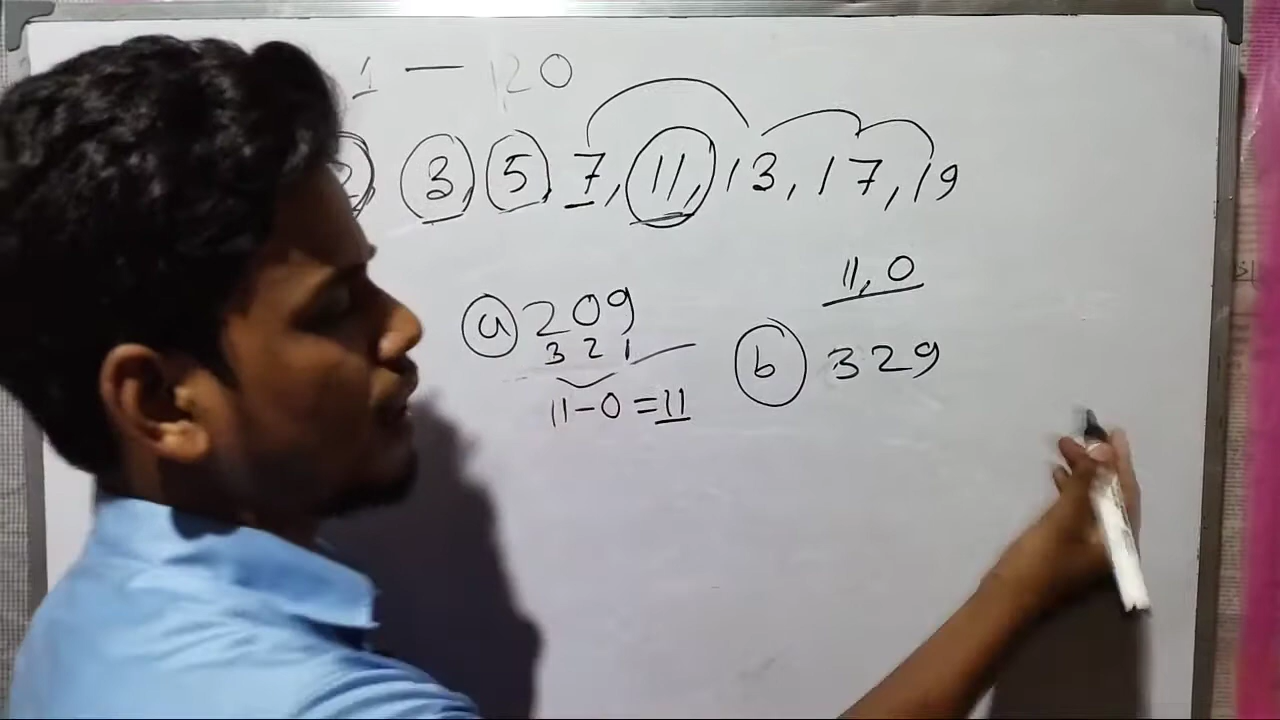 1 — 120
2 3, 5, 7, 11, 13, 17, 19
11, 0
a 209
3 2 1
11-0=11
b 329